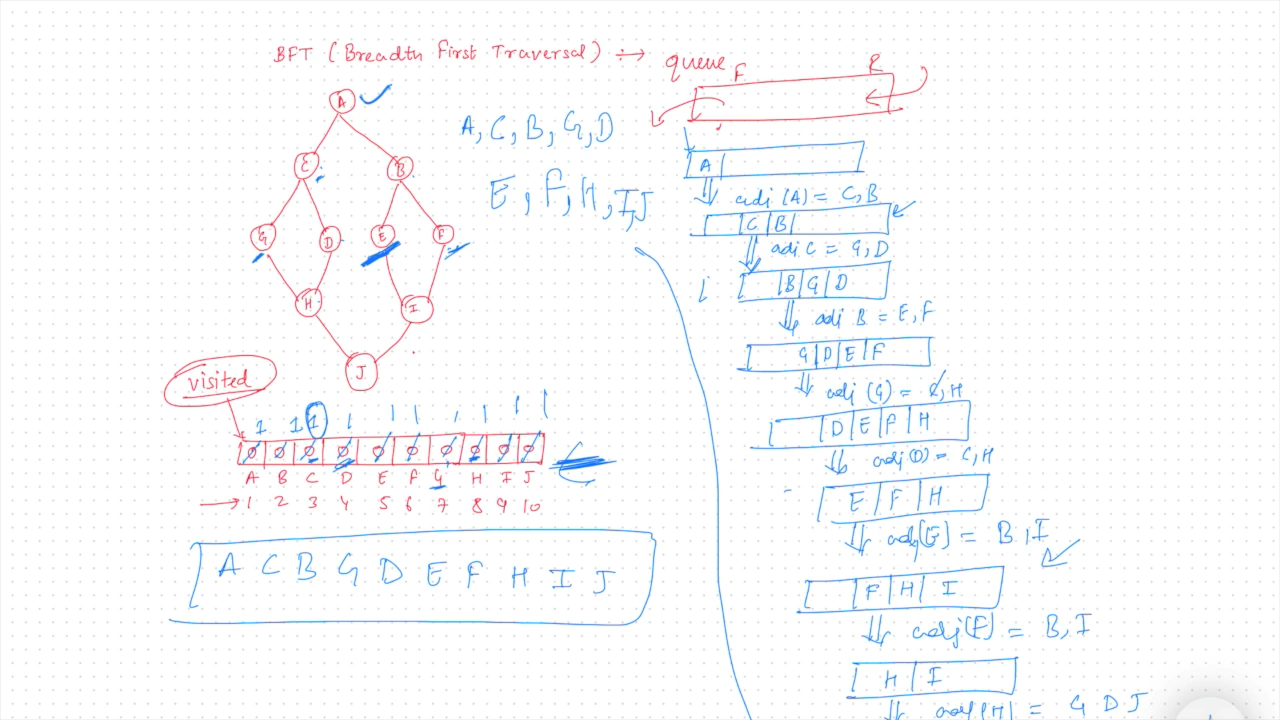 BFT (Breadth First Traversal) :→ queue
F R
A
C B
G D E F
H I
J
A, C, B, G, D
E, F, H, I, J
visited
1 1 1 1 1 1 1 1 1 1
0 0 0 0 0 0 0 0 0 0
A B C D E F G H I J
→ 1 2 3 4 5 6 7 8 9 10
A C B G D E F H I J
A
adj (A) = C, B
C B
adj C = G, D
B G D
adj B = E, F
G D E F
adj (G) = C, H
D E F H
adj(D) = C, H
E F H
adj(E) = B, I
F H I
adj(F) = B, I
H I
adj(H) = G D J